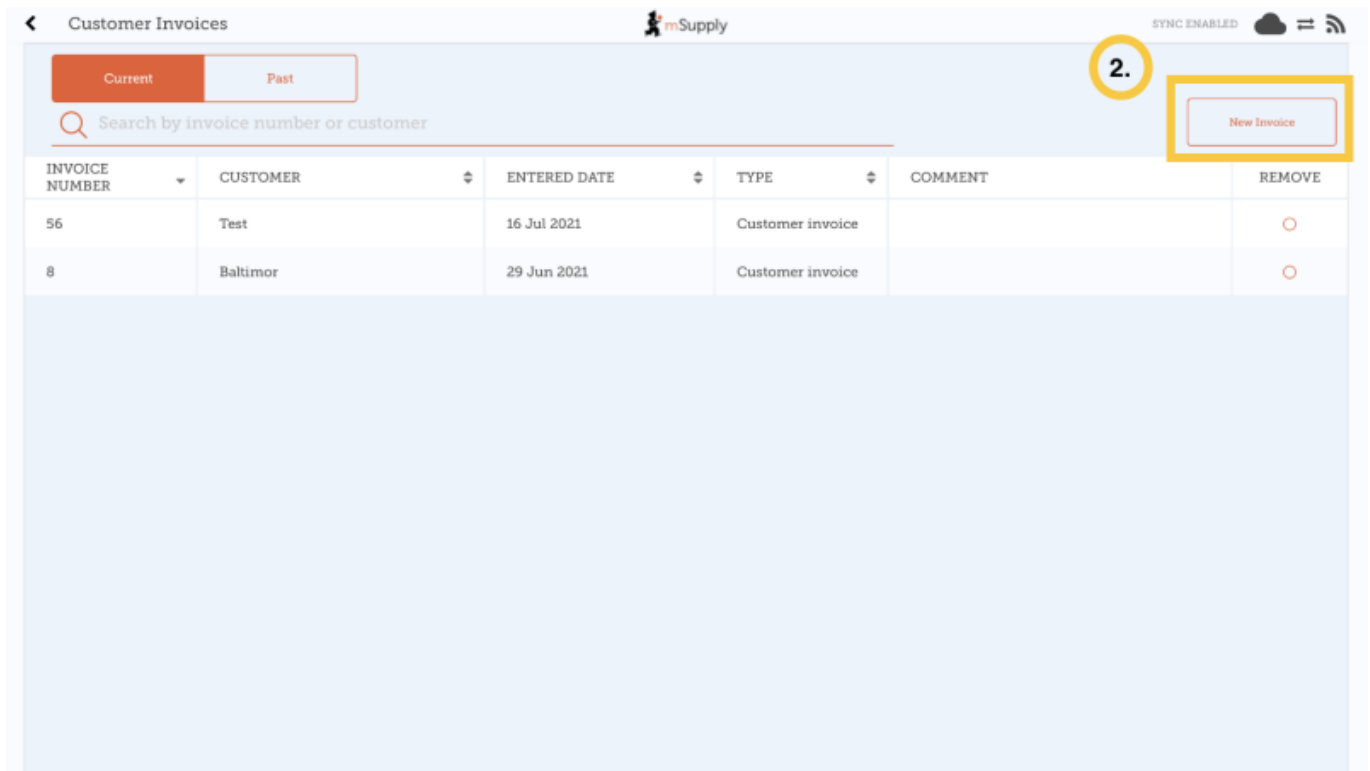 Customer Invoices
mSupply
SYNC ENABLED
Current
Past
2.
Search by invoice number or customer
New Invoice
INVOICE NUMBER
CUSTOMER
ENTERED DATE
TYPE
COMMENT
REMOVE
56
Test
16 Jul 2021
Customer invoice
8
Baltimor
29 Jun 2021
Customer invoice